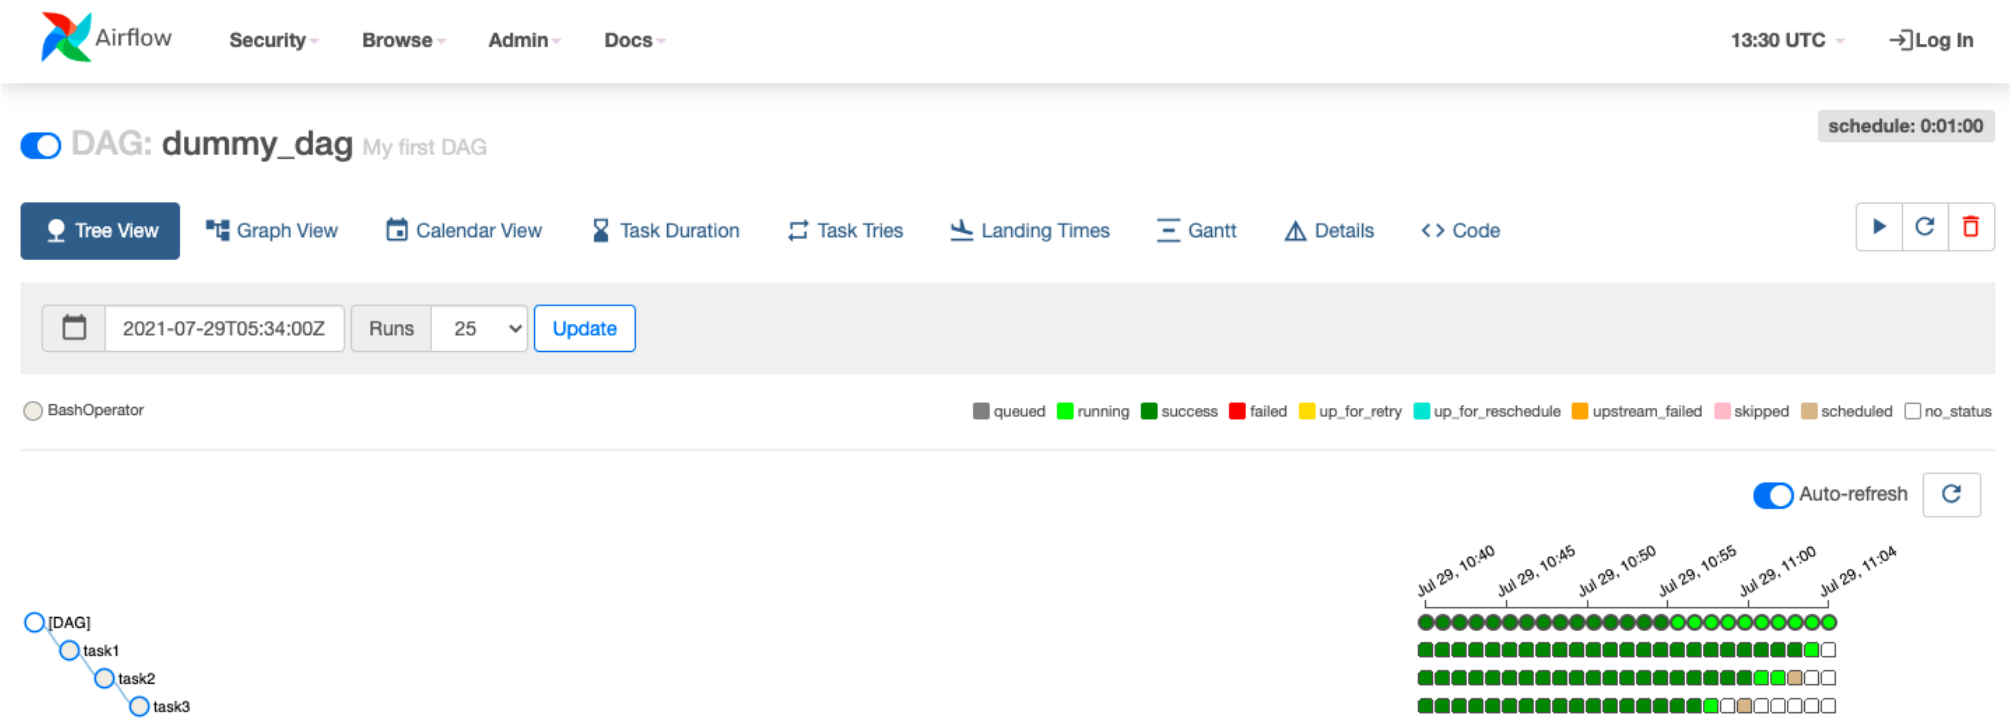 Airflow Security Browse Admin Docs 13:30 UTC Log In
schedule: 0:01:00
DAG: dummy_dag My first DAG
Tree View Graph View Calendar View Task Duration Task Tries Landing Times Gantt Details <> Code
2021-07-29T05:34:00Z Runs 25 Update
BashOperator queued running success failed up_for_retry up_for_reschedule upstream_failed skipped scheduled no_status
Auto-refresh
Jul 29, 10:40 Jul 29, 10:45 Jul 29, 10:50 Jul 29, 10:55 Jul 29, 11:00 Jul 29, 11:04
[DAG]
task1
task2
task3